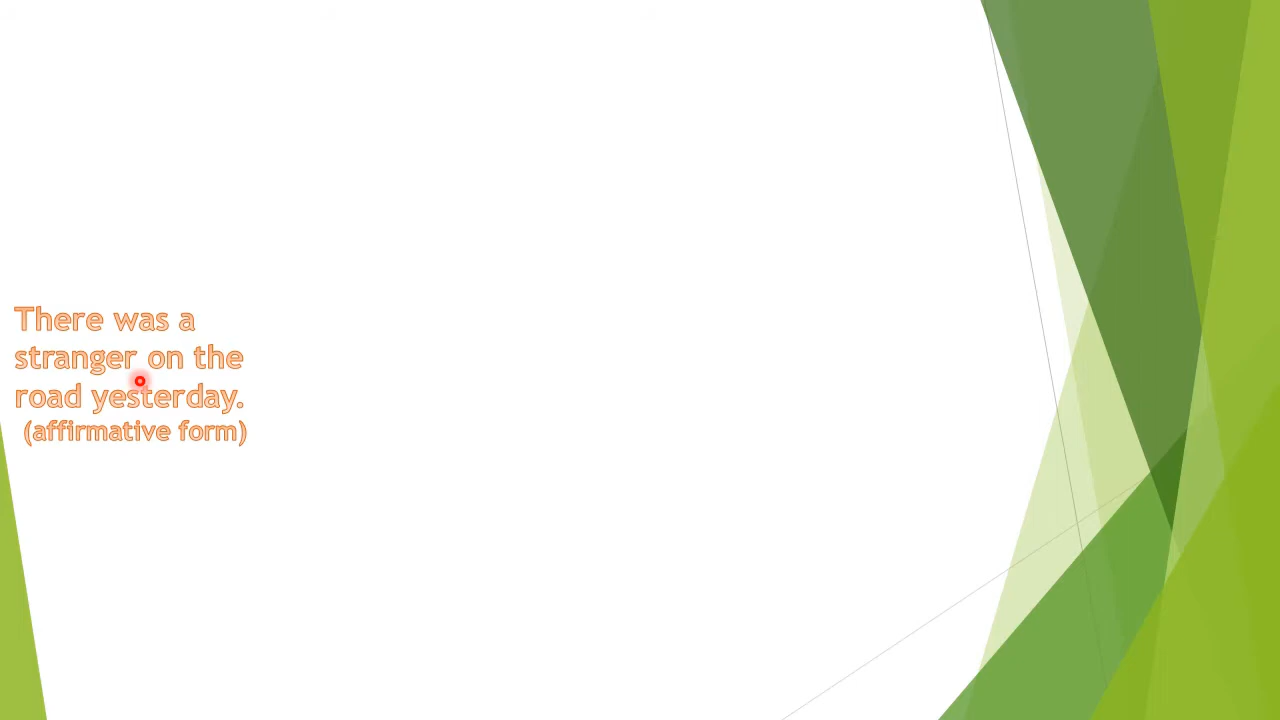 There was a
stranger on the
road yesterday.
(affirmative form)